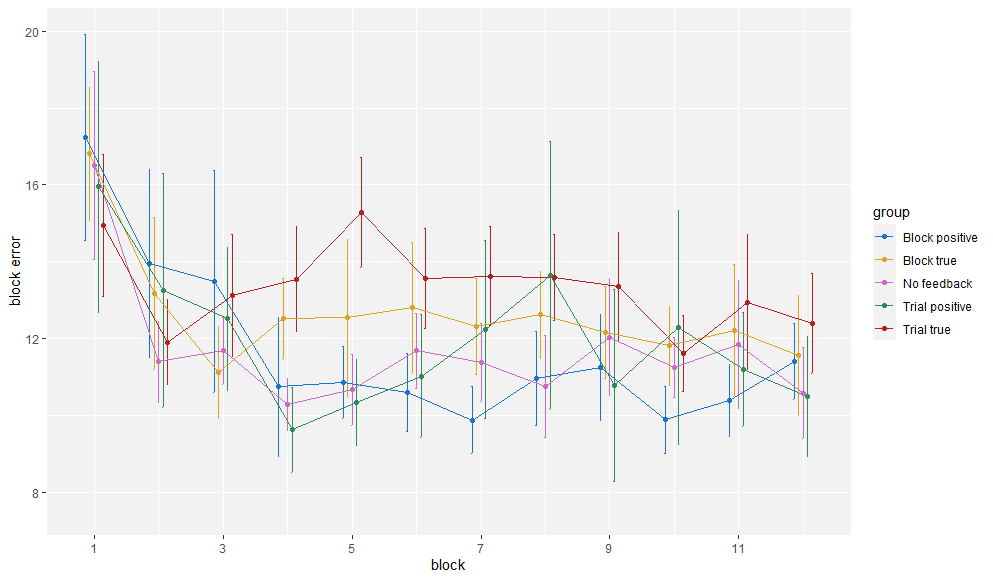 20
16
12
8
block error
1
3
5
7
9
11
block
group
Block positive
Block true
No feedback
Trial positive
Trial true